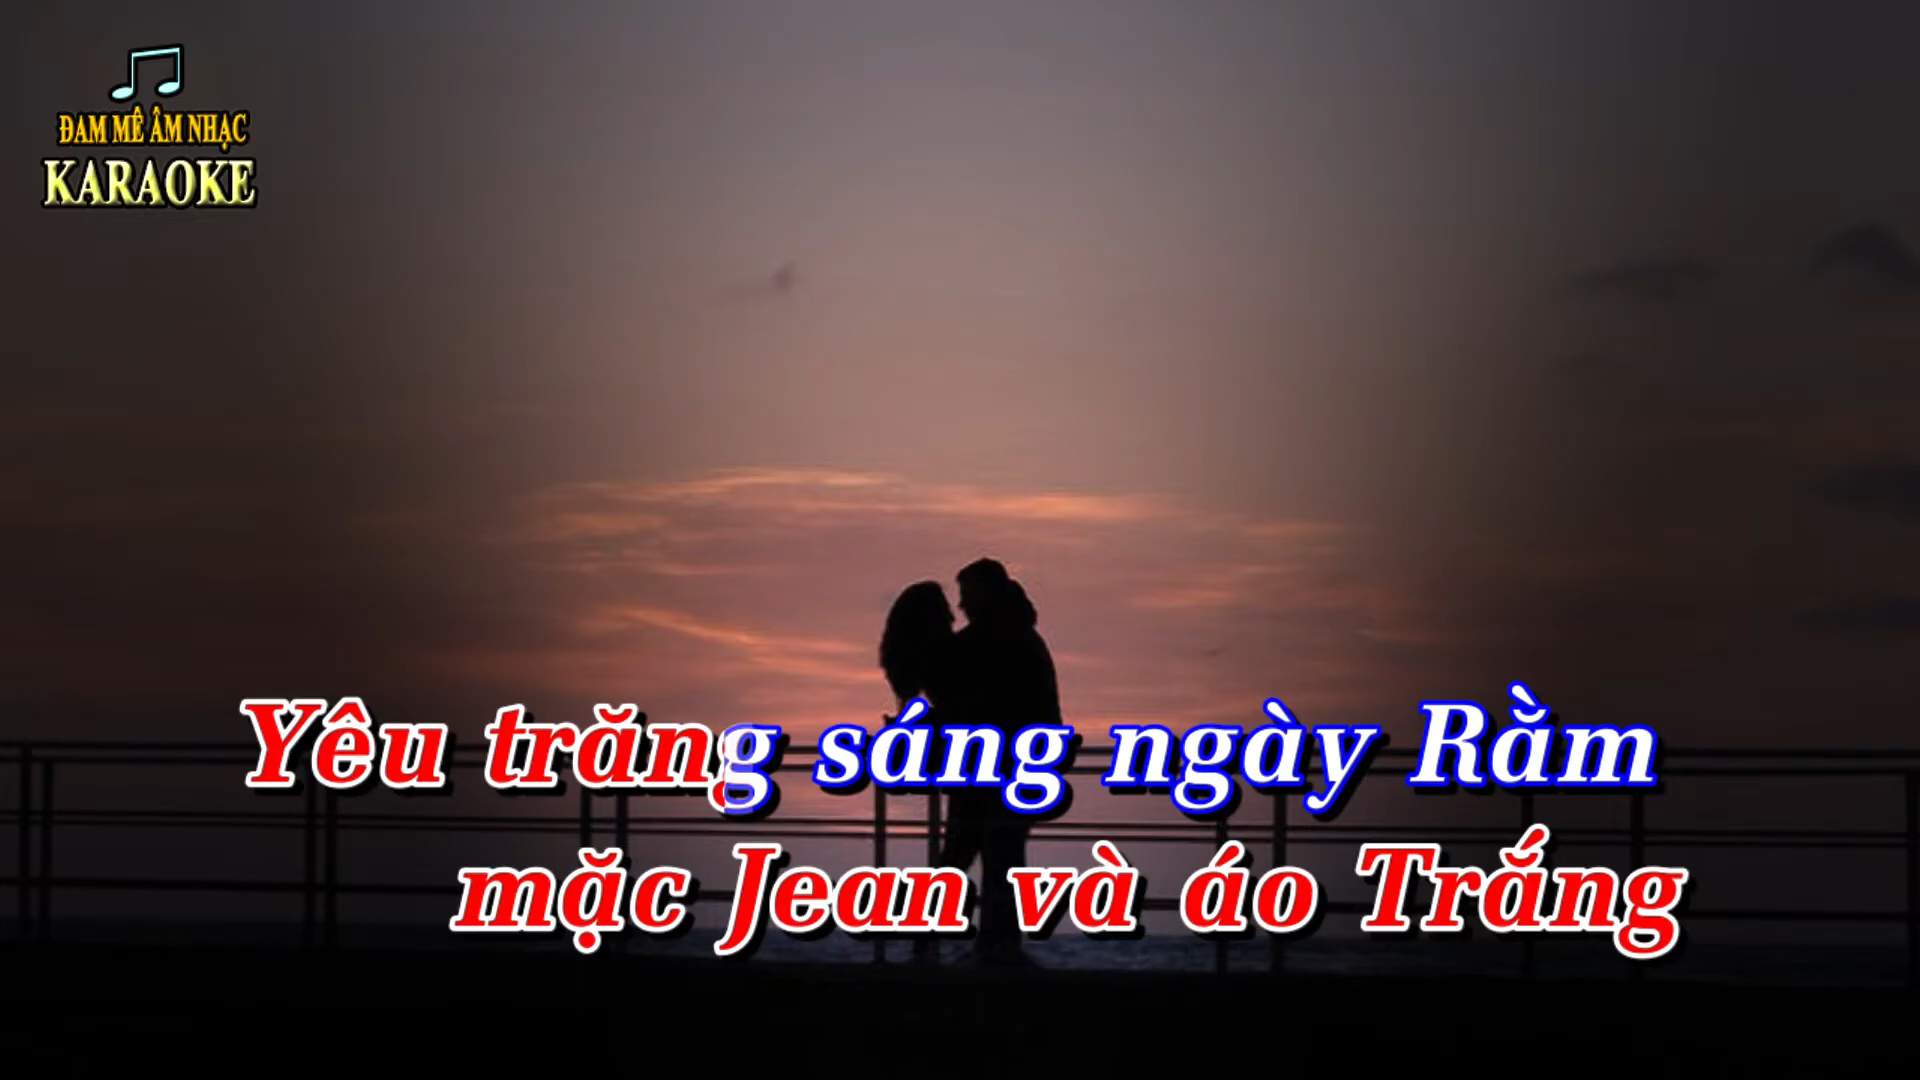 ĐAM MÊ ÂM NHẠC
KARAOKE
Yêu trăng sáng ngày Rằm
mặc Jean và áo Trắng